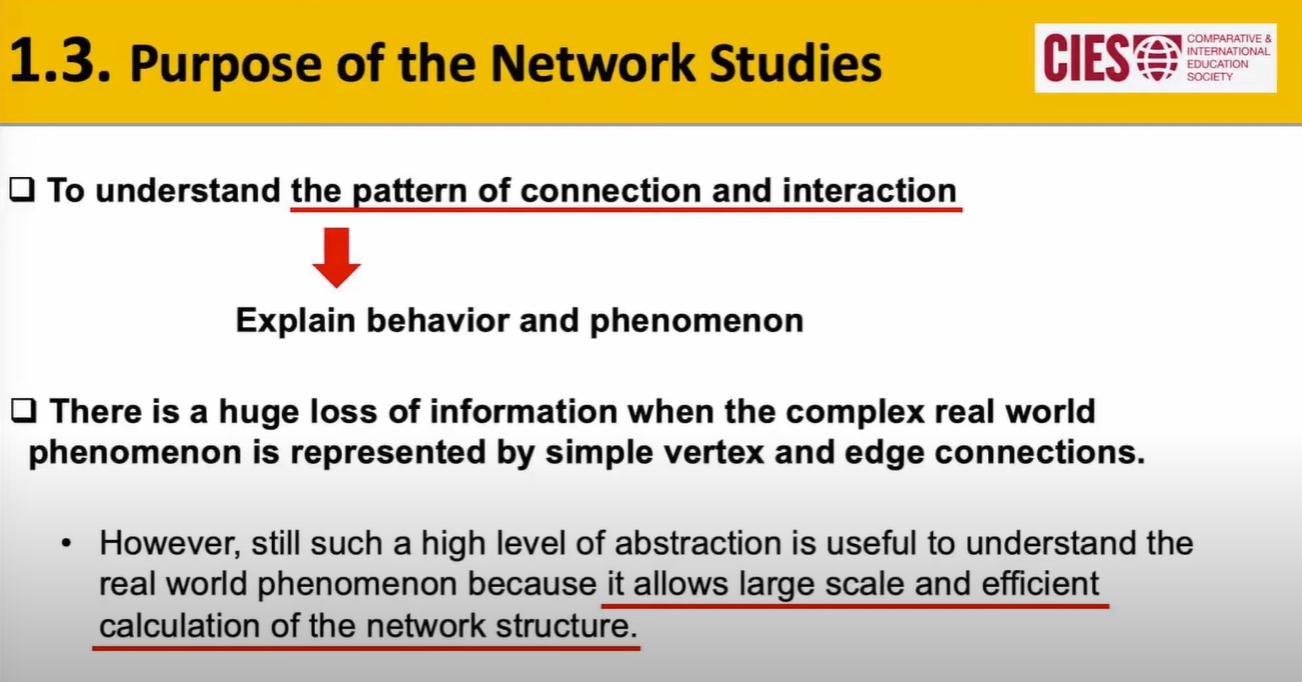 1.3. Purpose of the Network Studies
CIES
COMPARATIVE &
INTERNATIONAL
EDUCATION
SOCIETY
To understand the pattern of connection and interaction
Explain behavior and phenomenon
There is a huge loss of information when the complex real world
phenomenon is represented by simple vertex and edge connections.
• However, still such a high level of abstraction is useful to understand the
real world phenomenon because it allows large scale and efficient
calculation of the network structure.